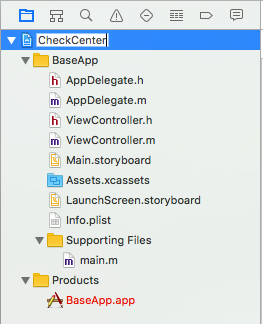 CheckCenter
BaseApp
AppDelegate.h
AppDelegate.m
ViewController.h
ViewController.m
Main.storyboard
Assets.xcassets
LaunchScreen.storyboard
Info.plist
Supporting Files
main.m
Products
BaseApp.app